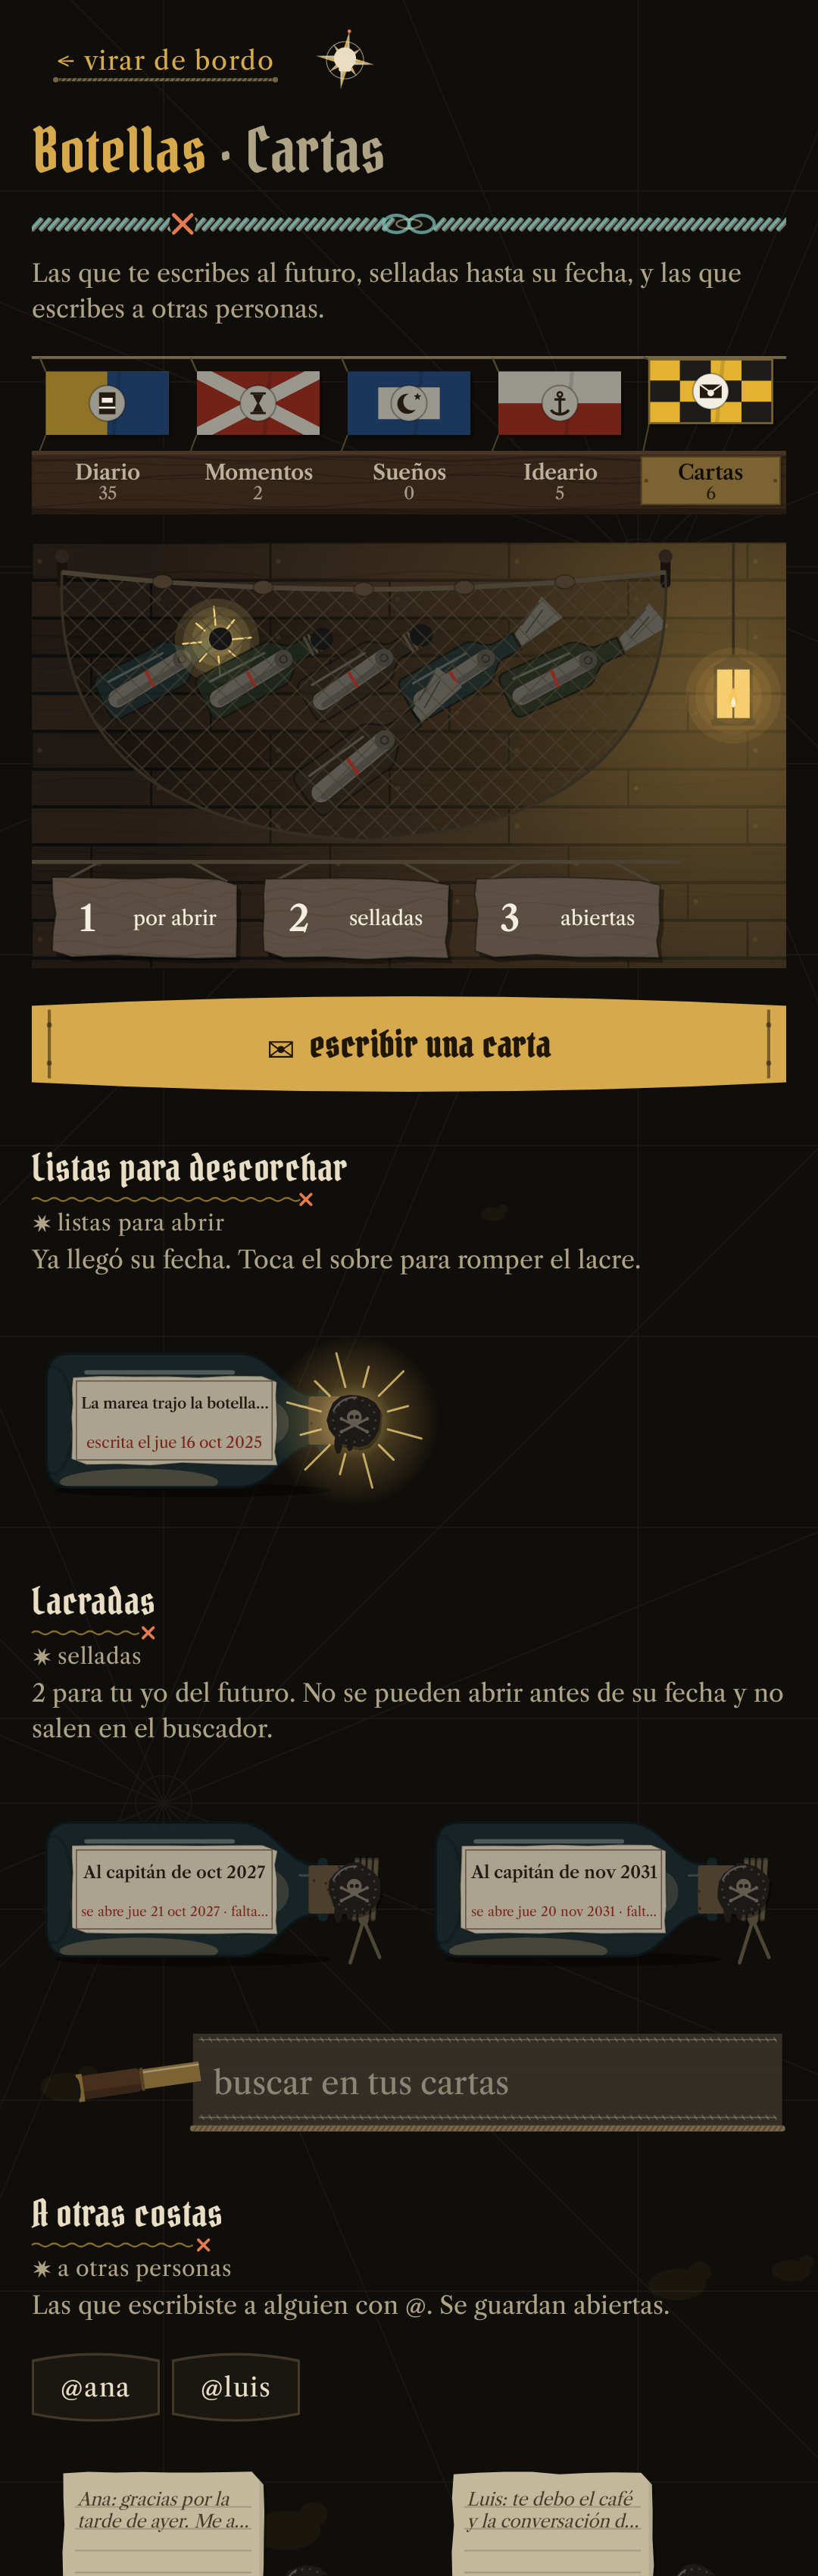 ← virar de bordo
Botellas · Cartas
Las que te escribes al futuro, selladas hasta su fecha, y las que
escribes a otras personas.
Diario
35
Momentos
2
Sueños
0
Ideario
5
Cartas
6
1 por abrir
2 selladas
3 abiertas
✉ escribir una carta
Listas para descorchar
✷ listas para abrir
Ya llegó su fecha. Toca el sobre para romper el lacre.
La marea trajo la botella...
escrita el jue 16 oct 2025
Lacradas
✷ selladas
2 para tu yo del futuro. No se pueden abrir antes de su fecha y no
salen en el buscador.
Al capitán de oct 2027
se abre jue 21 oct 2027 · falta...
Al capitán de nov 2031
se abre jue 20 nov 2031 · falt...
buscar en tus cartas
A otras costas
✷ a otras personas
Las que escribiste a alguien con @. Se guardan abiertas.
@ana
@luis
Ana: gracias por la
tarde de ayer. Me a...
Luis: te debo el café
y la conversación d...